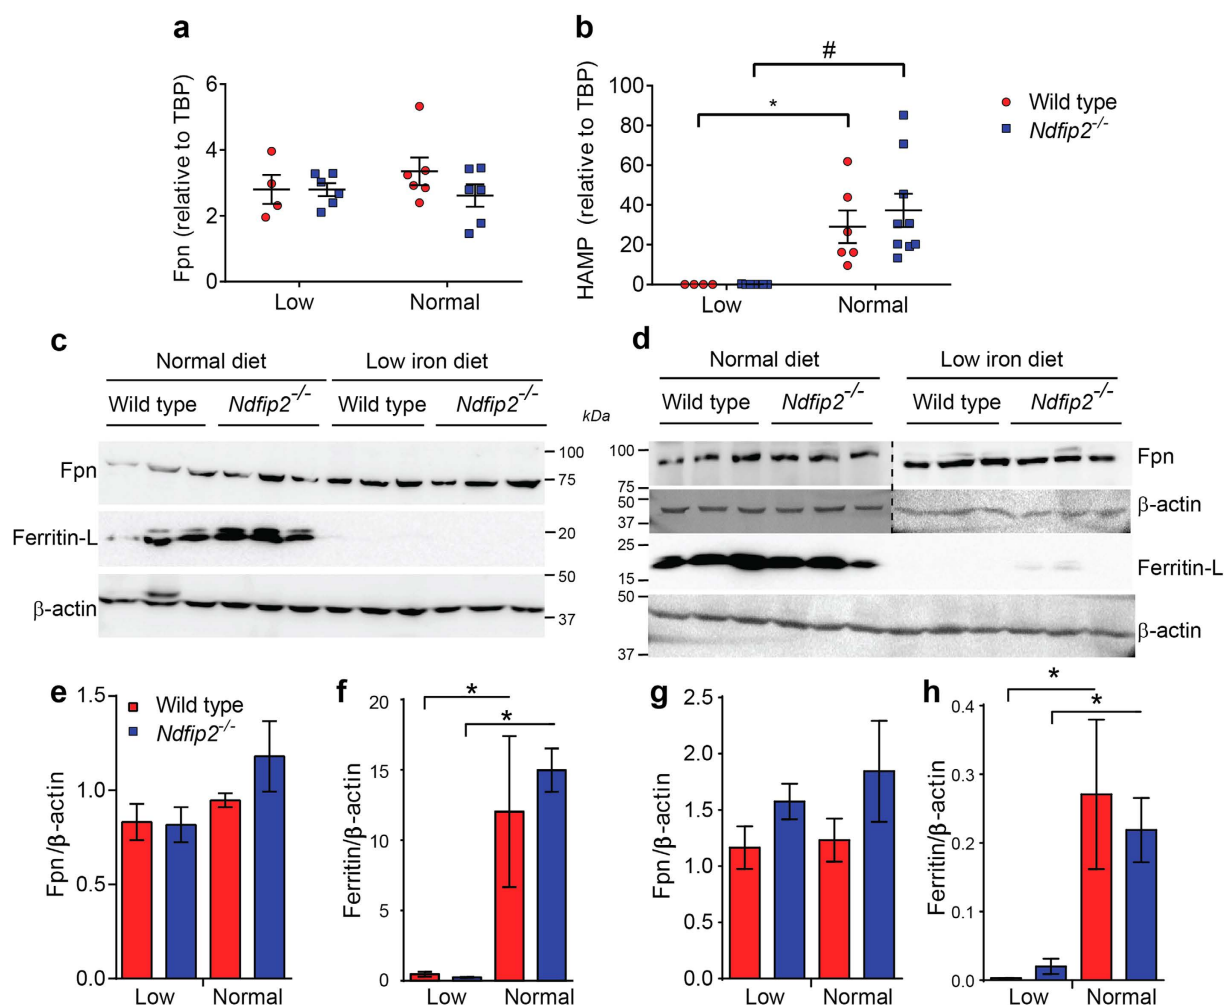 a
Fpn (relative to TBP)
6
4
2
0
Low
Normal
b
HAMP (relative to TBP)
100
80
60
40
20
0
*
#
Low
Normal
Wild type
Ndfip2-/-
c
Normal diet
Low iron diet
Wild type
Ndfip2-/-
Wild type
Ndfip2-/-
kDa
Fpn
100
75
Ferritin-L
20
β-actin
50
37
d
Normal diet
Low iron diet
Wild type
Ndfip2-/-
Wild type
Ndfip2-/-
100
75
Fpn
50
37
β-actin
25
15
Ferritin-L
50
37
β-actin
e
Fpn/β-actin
1.5
1.0
0.5
0.0
Wild type
Ndfip2-/-
Low
Normal
f
Ferritin/β-actin
20
15
10
5
0
*
*
Low
Normal
g
Fpn/β-actin
2.5
2.0
1.5
1.0
0.5
0.0
Low
Normal
h
Ferritin/β-actin
0.4
0.3
0.2
0.1
0.0
*
*
Low
Normal